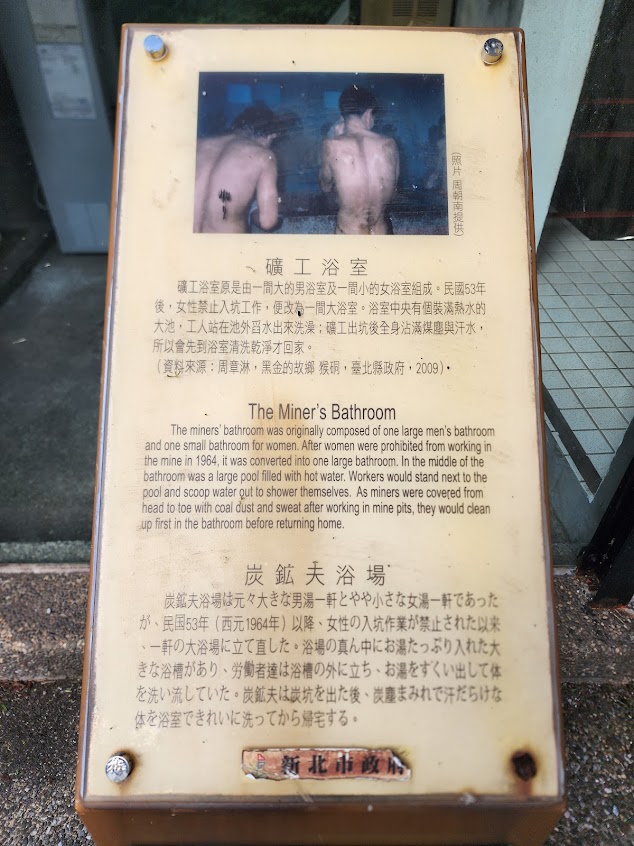 (照片 周朝南提供)
礦工浴室
礦工浴室原是由一間大的男浴室及一間小的女浴室組成。民國53年
後，女性禁止入坑工作，便改為一間大浴室。浴室中央有個裝滿熱水的
大池，工人站在池外舀水出來洗澡；礦工出坑後全身沾滿煤塵與汗水，
所以會先到浴室清洗乾淨才回家。
(資料來源：周章淋，黑金的故鄉 猴硐，臺北縣政府，2009)。
The Miner's Bathroom
The miners' bathroom was originally composed of one large men's bathroom
and one small bathroom for women. After women were prohibited from working in
the mine in 1964, it was converted into one large bathroom. In the middle of the
bathroom was a large pool filled with hot water. Workers would stand next to the
pool and scoop water out to shower themselves. As miners were covered from
head to toe with coal dust and sweat after working in mine pits, they would clean
up first in the bathroom before returning home.
炭鉱夫浴場
炭鉱夫浴場は元々大きな男湯一軒とやや小さな女湯一軒であった
が、民国53年（西元1964年）以降、女性の入坑作業が禁止された以来、
一軒の大浴場に立て直した。浴場の真ん中にお湯たっぷり入れた大
きな浴槽があり、労働者達は浴槽の外に立ち、お湯をすくい出して体
を洗い流していた。炭鉱夫は炭坑を出た後、炭塵まみれで汗だらけな
体を浴室できれいに洗ってから帰宅する。
新北市政府